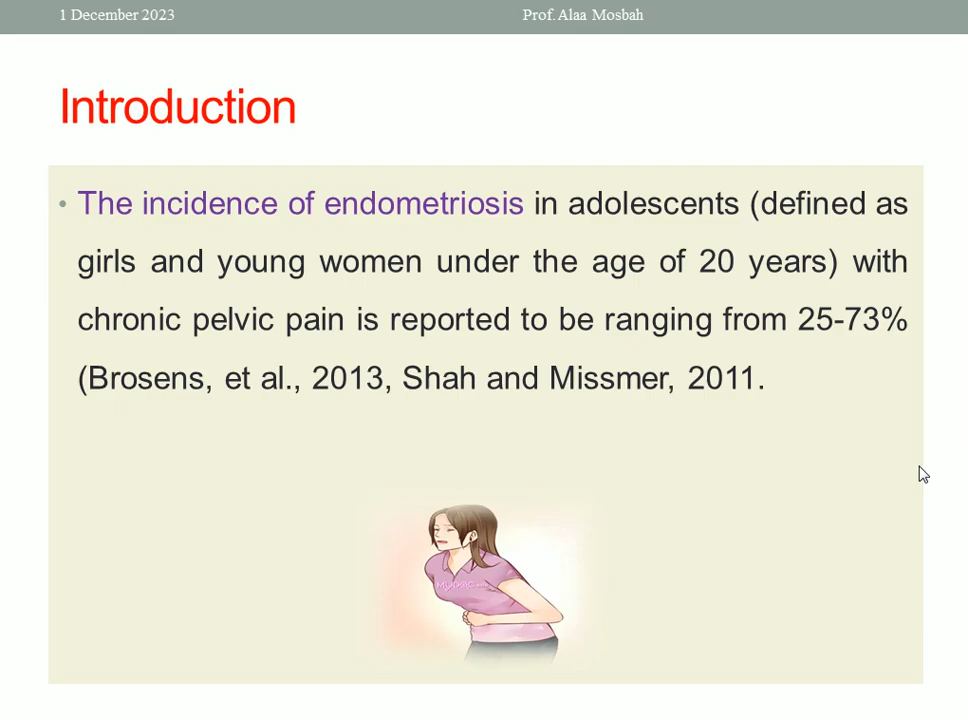 1 December 2023
Prof. Alaa Mosbah
Introduction
• The incidence of endometriosis in adolescents (defined as
girls and young women under the age of 20 years) with
chronic pelvic pain is reported to be ranging from 25-73%
(Brosens, et al., 2013, Shah and Missmer, 2011.